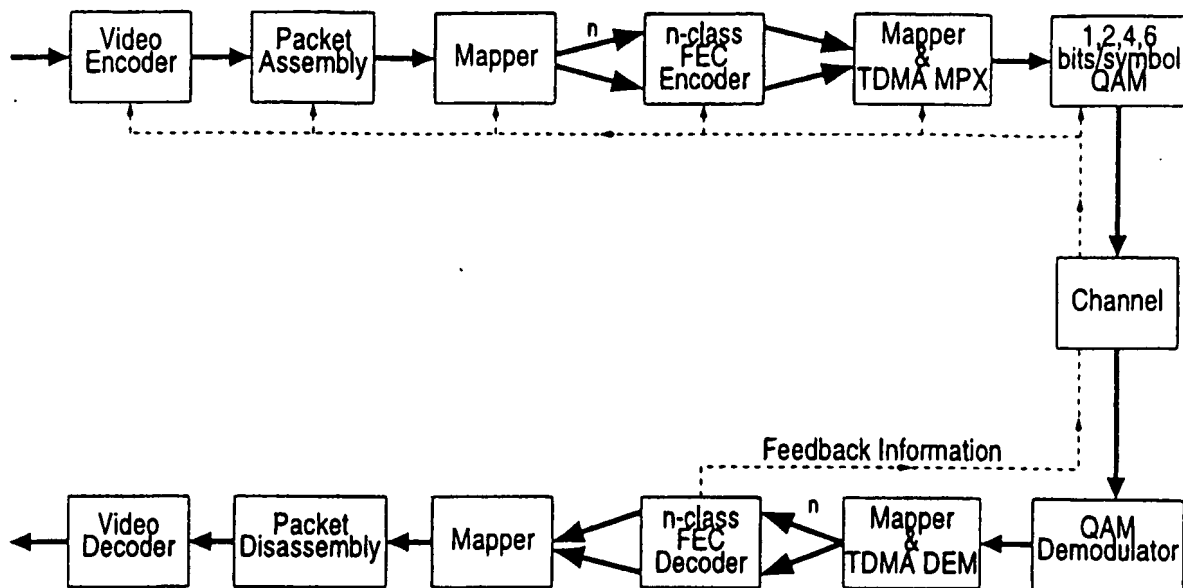 Video
Encoder
Packet
Assembly
Mapper
n
n-class
FEC
Encoder
Mapper
&
TDMA MPX
1,2,4,6
bits/symbol
QAM
Channel
Feedback Information
Video
Decoder
Packet
Disassembly
Mapper
n-class
FEC
Decoder
n
Mapper
&
TDMA DEM
QAM
Demodulator